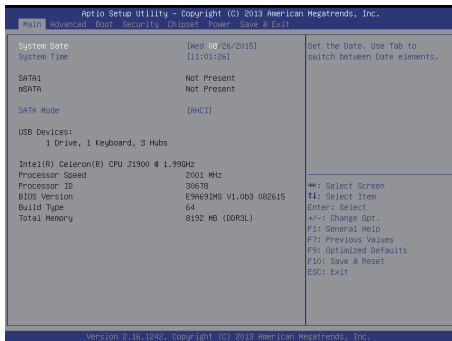 Aptio Setup Utility – Copyright (C) 2013 American Megatrends, Inc.
Main Advanced Boot Security Chipset Power Save & Exit
System Date [Wed 08/26/2015]
System Time [11:01:26]
SATA1 Not Present
mSATA Not Present
SATA Mode [AHCI]
USB Devices:
1 Drive, 1 Keyboard, 3 Hubs
Intel(R) Celeron(R) CPU J1900 @ 1.99GHz
Processor Speed 2001 MHz
Processor ID 30678
BIOS Version E9A69IMS V1.0b3 082615
Build Type 64
Total Memory 8192 MB (DDR3L)
Set the Date. Use Tab to
switch between Date elements.
→←: Select Screen
↑↓: Select Item
Enter: Select
+/-: Change Opt.
F1: General Help
F7: Previous Values
F9: Optimized Defaults
F10: Save & Reset
ESC: Exit
Version 2.16.1242. Copyright (C) 2013 American Megatrends, Inc.